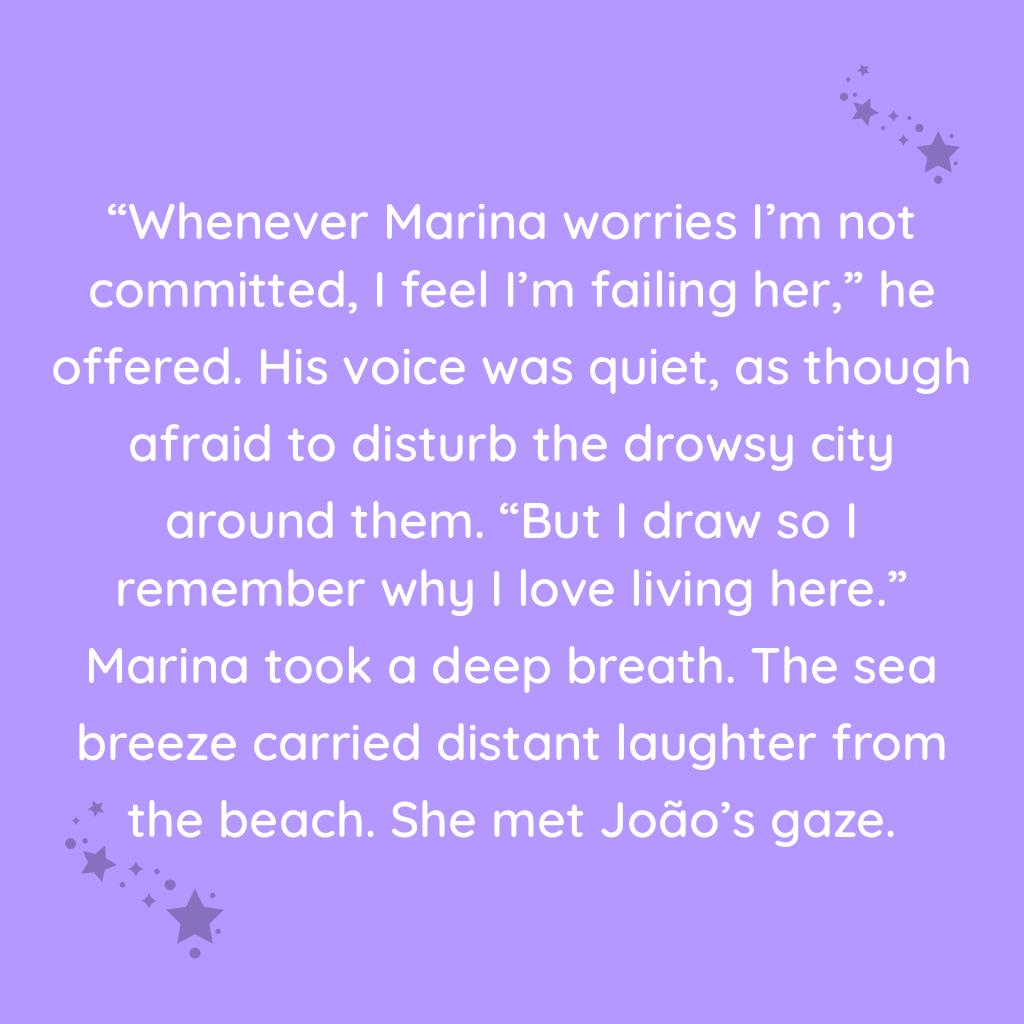 “Whenever Marina worries I’m not
committed, I feel I’m failing her,” he
offered. His voice was quiet, as though
afraid to disturb the drowsy city
around them. “But I draw so I
remember why I love living here.”
Marina took a deep breath. The sea
breeze carried distant laughter from
the beach. She met João’s gaze.